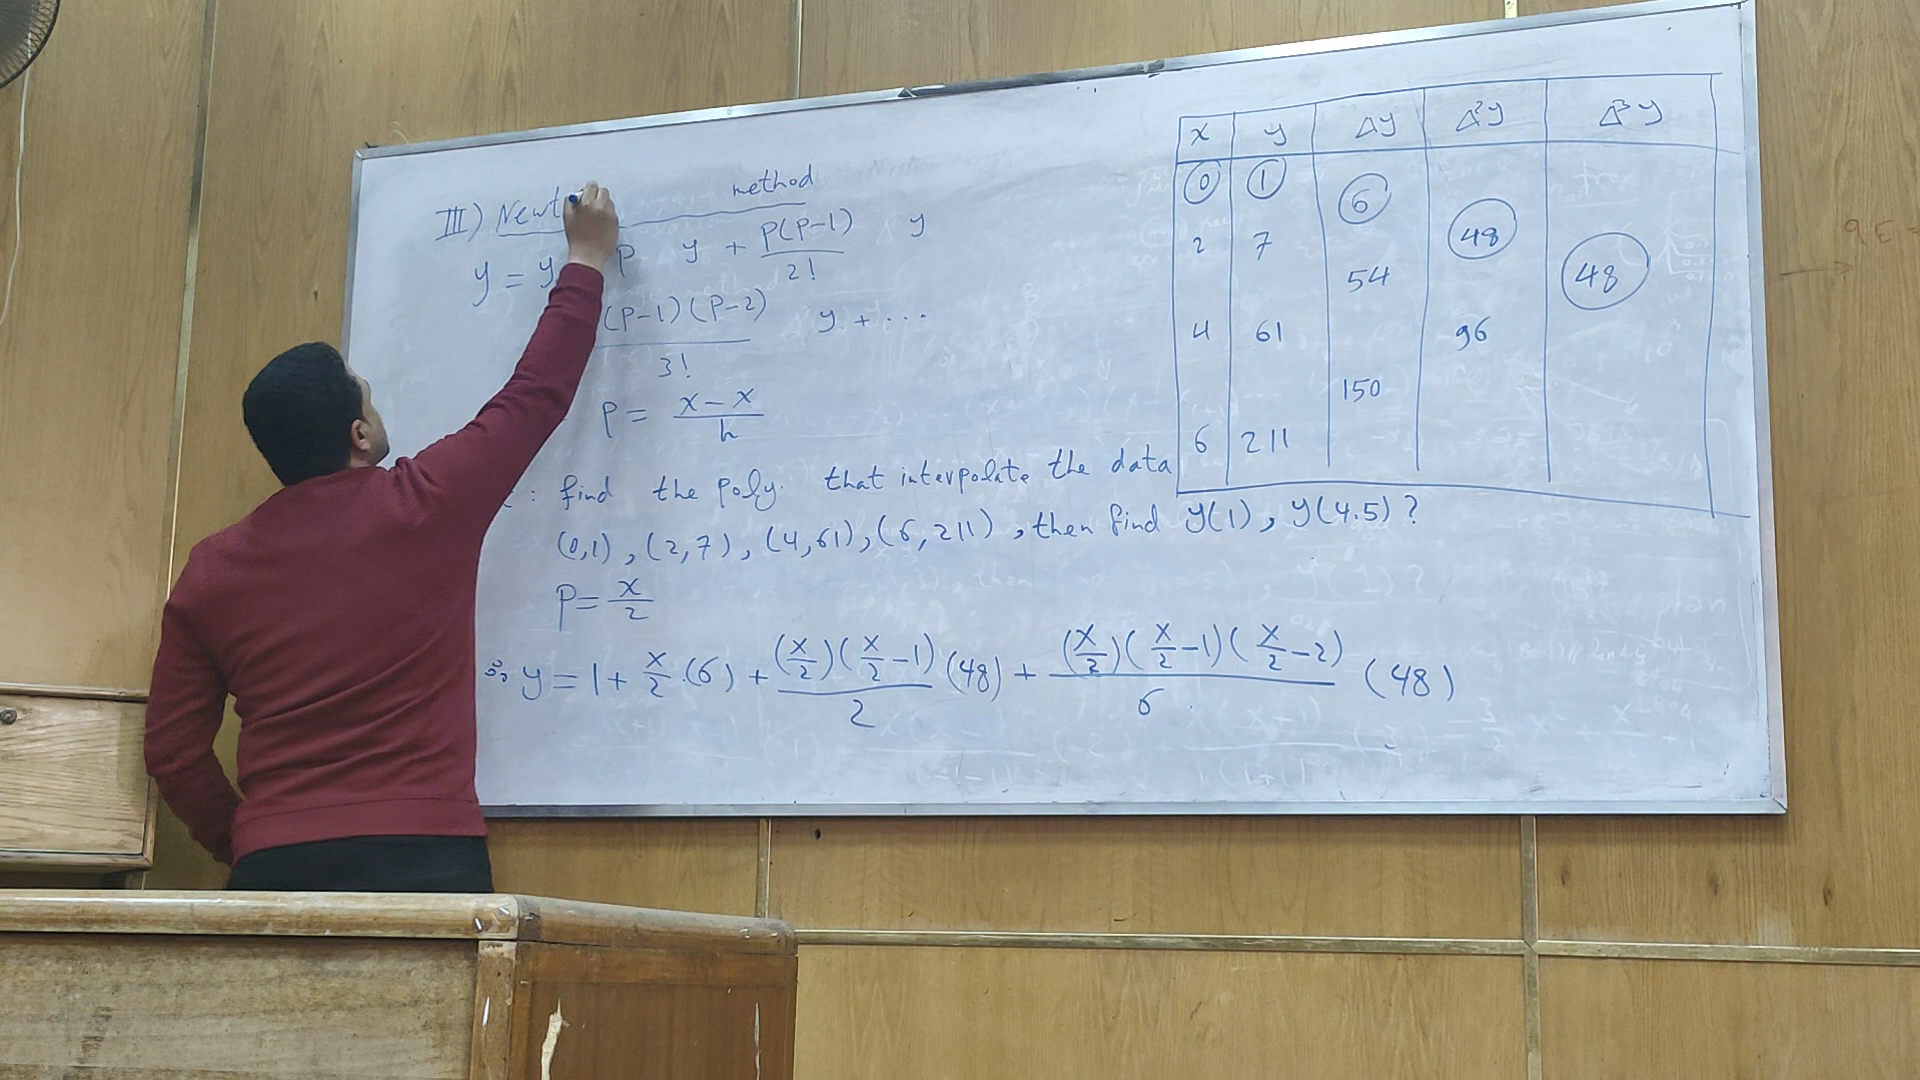 III) Newt method
y = y P y + P(P-1)/2! y
(P-1)(P-2)/3! y + ...
P = x - x / h
: find the poly. that interpolate the data
(0,1), (2,7), (4,61), (6,211), then find y(1), y(4.5)?
P = x/2
∴ y = 1 + x/2 .(6) + (x/2)(x/2 -1)/2 (48) + (x/2)(x/2 -1)(x/2 -2)/6 (48)
x y Δy Δ²y Δ³y
0 1
6
2 7 48
54 48
4 61 96
150
6 211